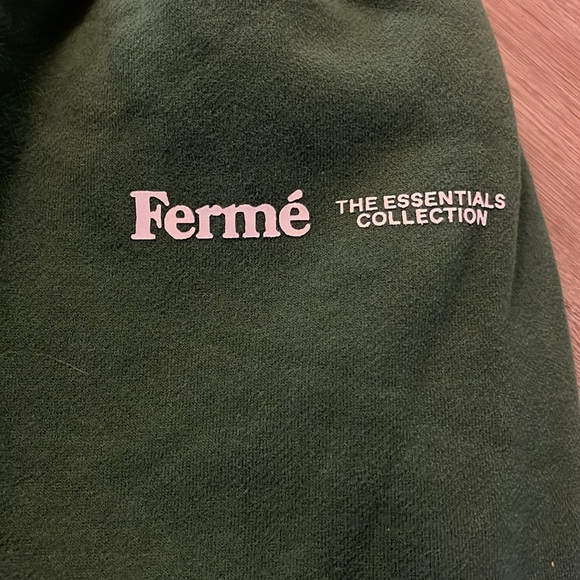 Fermé
THE ESSENTIALS
COLLECTION